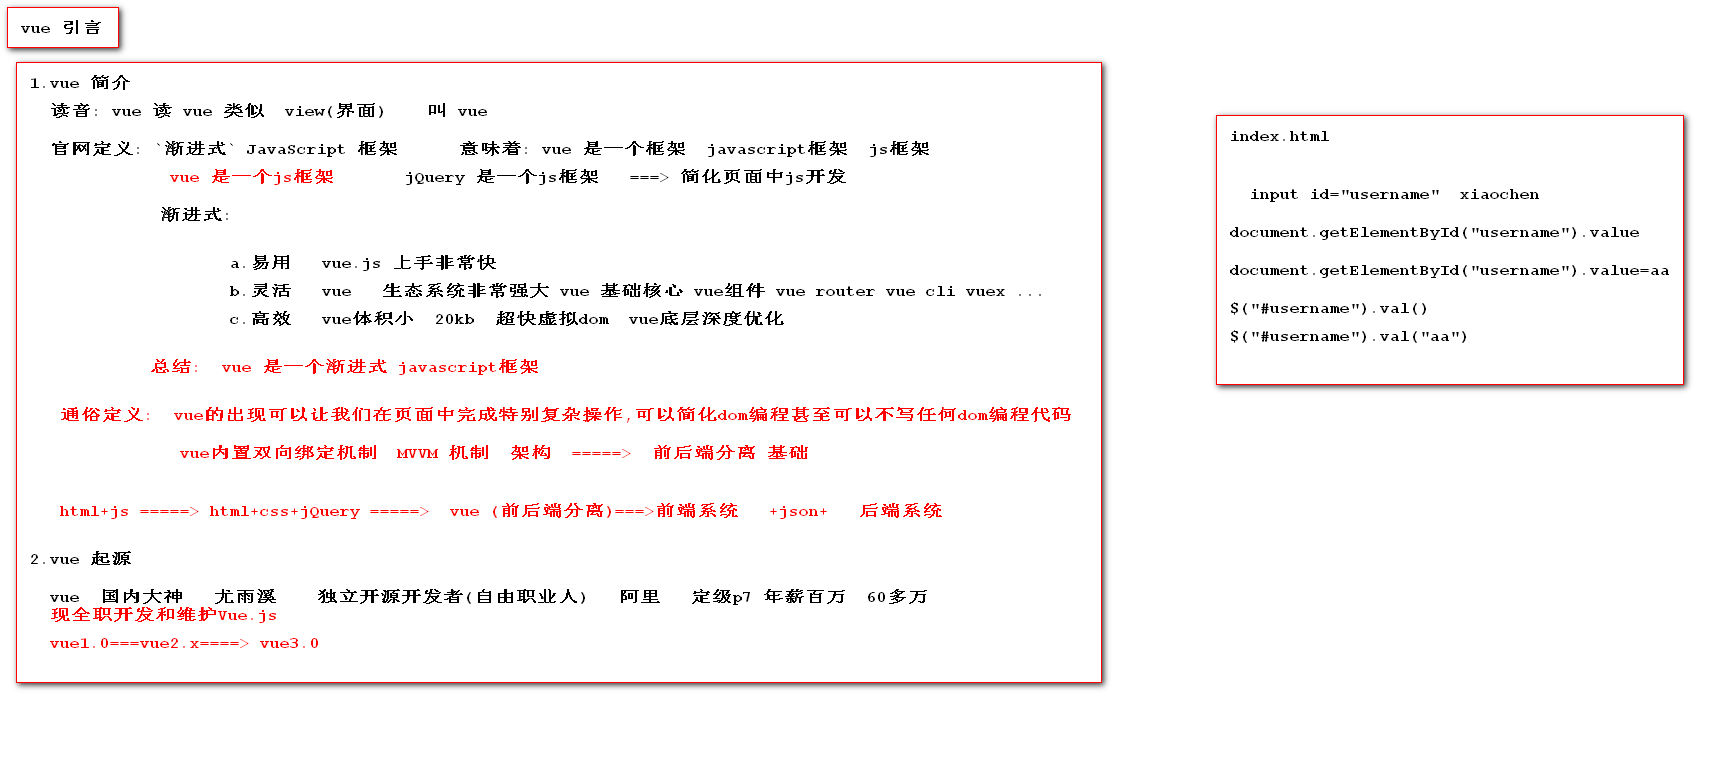 vue 引言
1.vue 简介
读音: vue 读 vue 类似 view(界面) 叫 vue
官网定义: `渐进式` JavaScript 框架 意味着: vue 是一个框架 javascript框架 js框架
vue 是一个js框架 jQuery 是一个js框架 ===> 简化页面中js开发
渐进式:
a.易用 vue.js 上手非常快
b.灵活 vue 生态系统非常强大 vue 基础核心 vue组件 vue router vue cli vuex ...
c.高效 vue体积小 20kb 超快虚拟dom vue底层深度优化
总结: vue 是一个渐进式 javascript框架
通俗定义: vue的出现可以让我们在页面中完成特别复杂操作,可以简化dom编程甚至可以不写任何dom编程代码
vue内置双向绑定机制 MVVM 机制 架构 =====> 前后端分离 基础
html+js =====> html+css+jQuery =====> vue (前后端分离)===>前端系统 +json+ 后端系统
2.vue 起源
vue 国内大神 尤雨溪 独立开源开发者(自由职业人) 阿里 定级p7 年薪百万 60多万
现全职开发和维护Vue.js
vue1.0===vue2.x====> vue3.0
index.html
input id="username" xiaochen
document.getElementById("username").value
document.getElementById("username").value=aa
$("#username").val()
$("#username").val("aa")